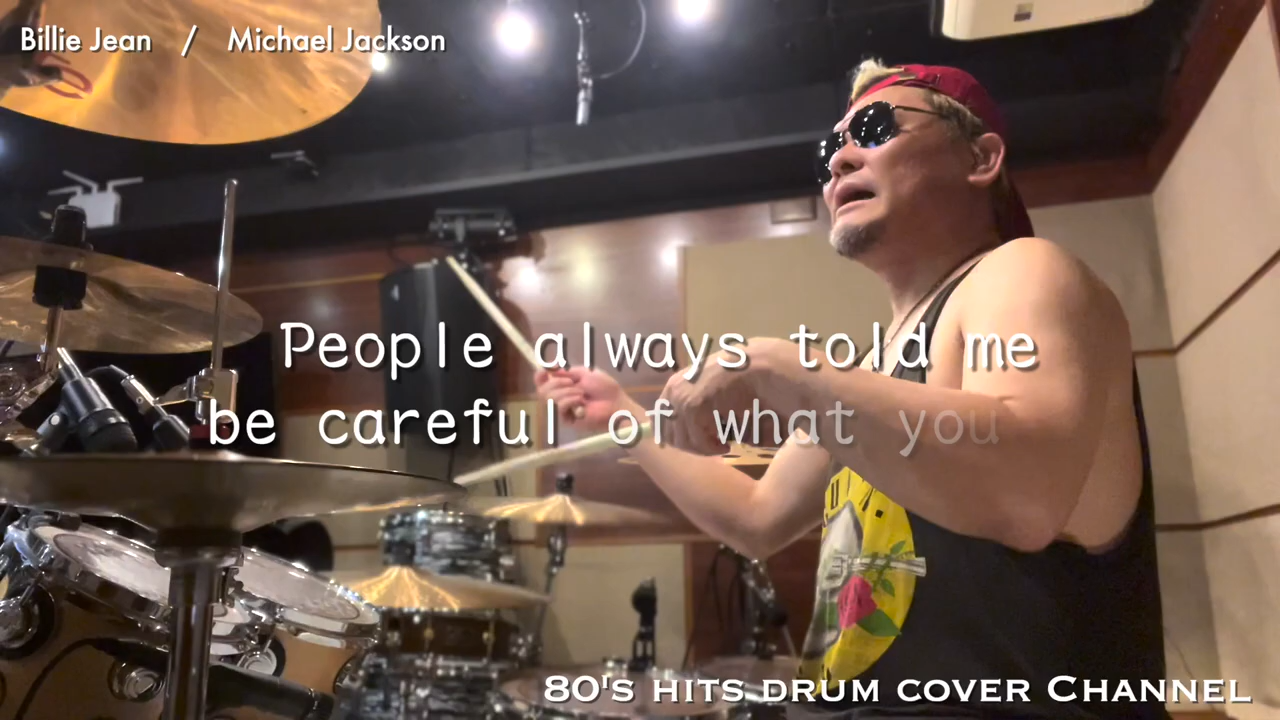 Billie Jean / Michael Jackson
People always told me
be careful of what you
80's hits drum cover Channel